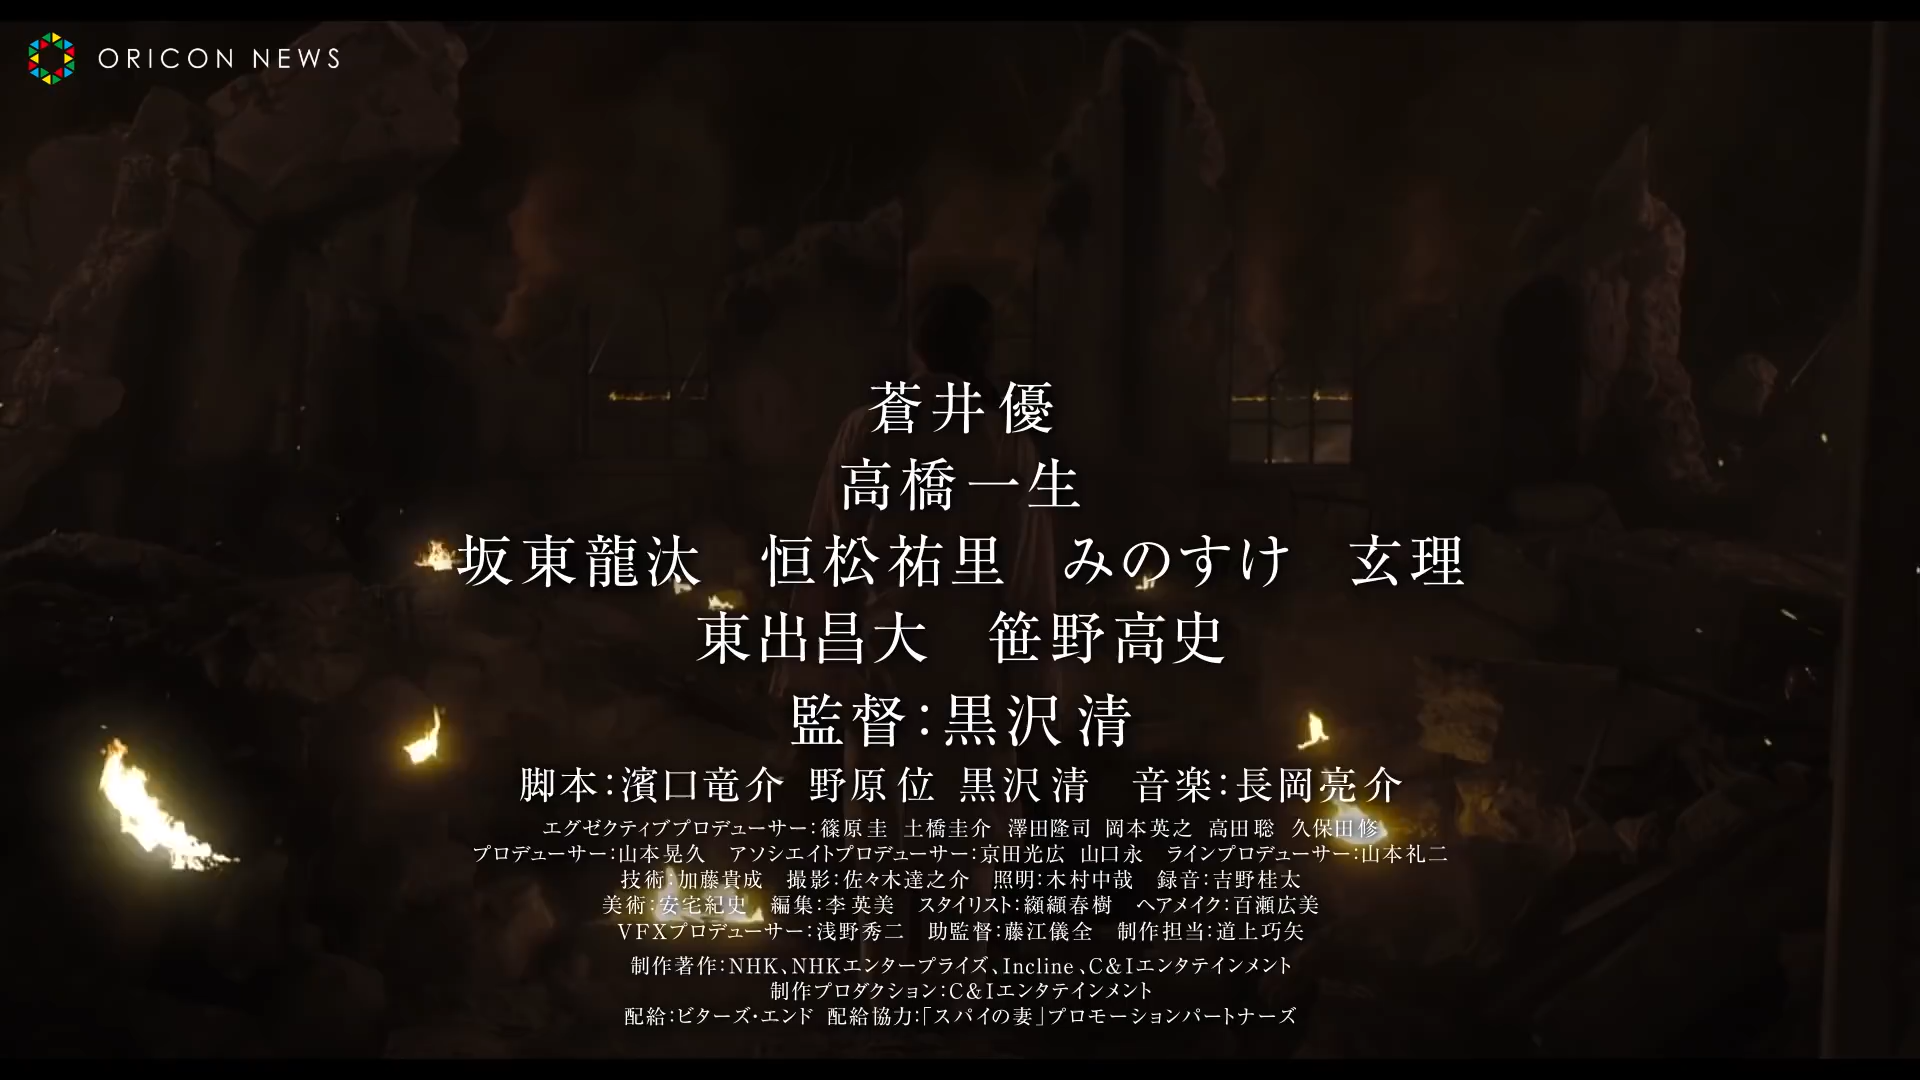 ORICON NEWS
蒼井 優
高橋一生
坂東龍汰　恒松祐里　みのすけ　玄理
東出昌大　笹野高史
監督：黒沢 清
脚本：濱口竜介 野原 位 黒沢 清　音楽：長岡亮介
エグゼクティブプロデューサー：篠原 圭 土橋圭介 澤田隆司 岡本英之 高田 聡 久保田 修
プロデューサー：山本晃久　アソシエイトプロデューサー：京田光広 山口永　ラインプロデューサー：山本礼二
技術：加藤貴成　撮影：佐々木達之介　照明：木村中哉　録音：吉野桂太
美術：安宅紀史　編集：李 英美　スタイリスト：纐纈春樹　ヘアメイク：百瀬広美
VFXプロデューサー：浅野秀二　助監督：藤江儀全　制作担当：道上巧矢
制作著作：NHK、NHKエンタープライズ、Incline、C&Iエンタテインメント
制作プロダクション：C&Iエンタテインメント
配給：ビターズ・エンド 配給協力：「スパイの妻」プロモーションパートナーズ